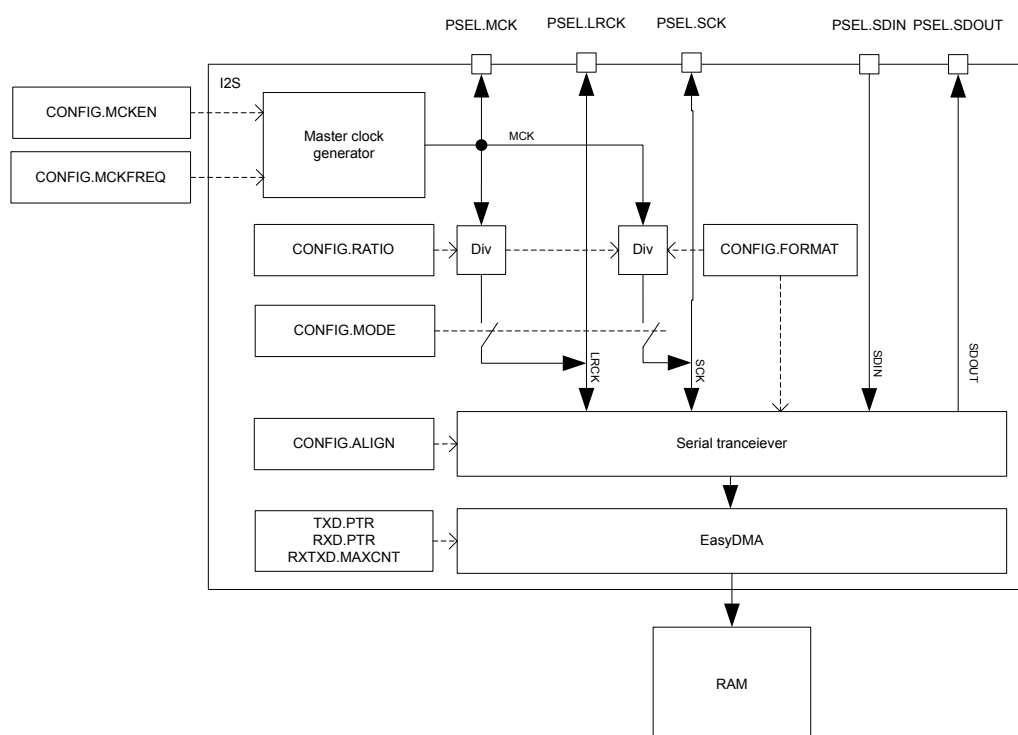 PSEL.MCK
PSEL.LRCK
PSEL.SCK
PSEL.SDIN
PSEL.SDOUT
I2S
CONFIG.MCKEN
Master clock
generator
MCK
CONFIG.MCKFREQ
CONFIG.RATIO
Div
Div
CONFIG.FORMAT
CONFIG.MODE
LRCK
SCK
SDIN
SDOUT
CONFIG.ALIGN
Serial tranceiever
TXD.PTR
RXD.PTR
RXTXD.MAXCNT
EasyDMA
RAM